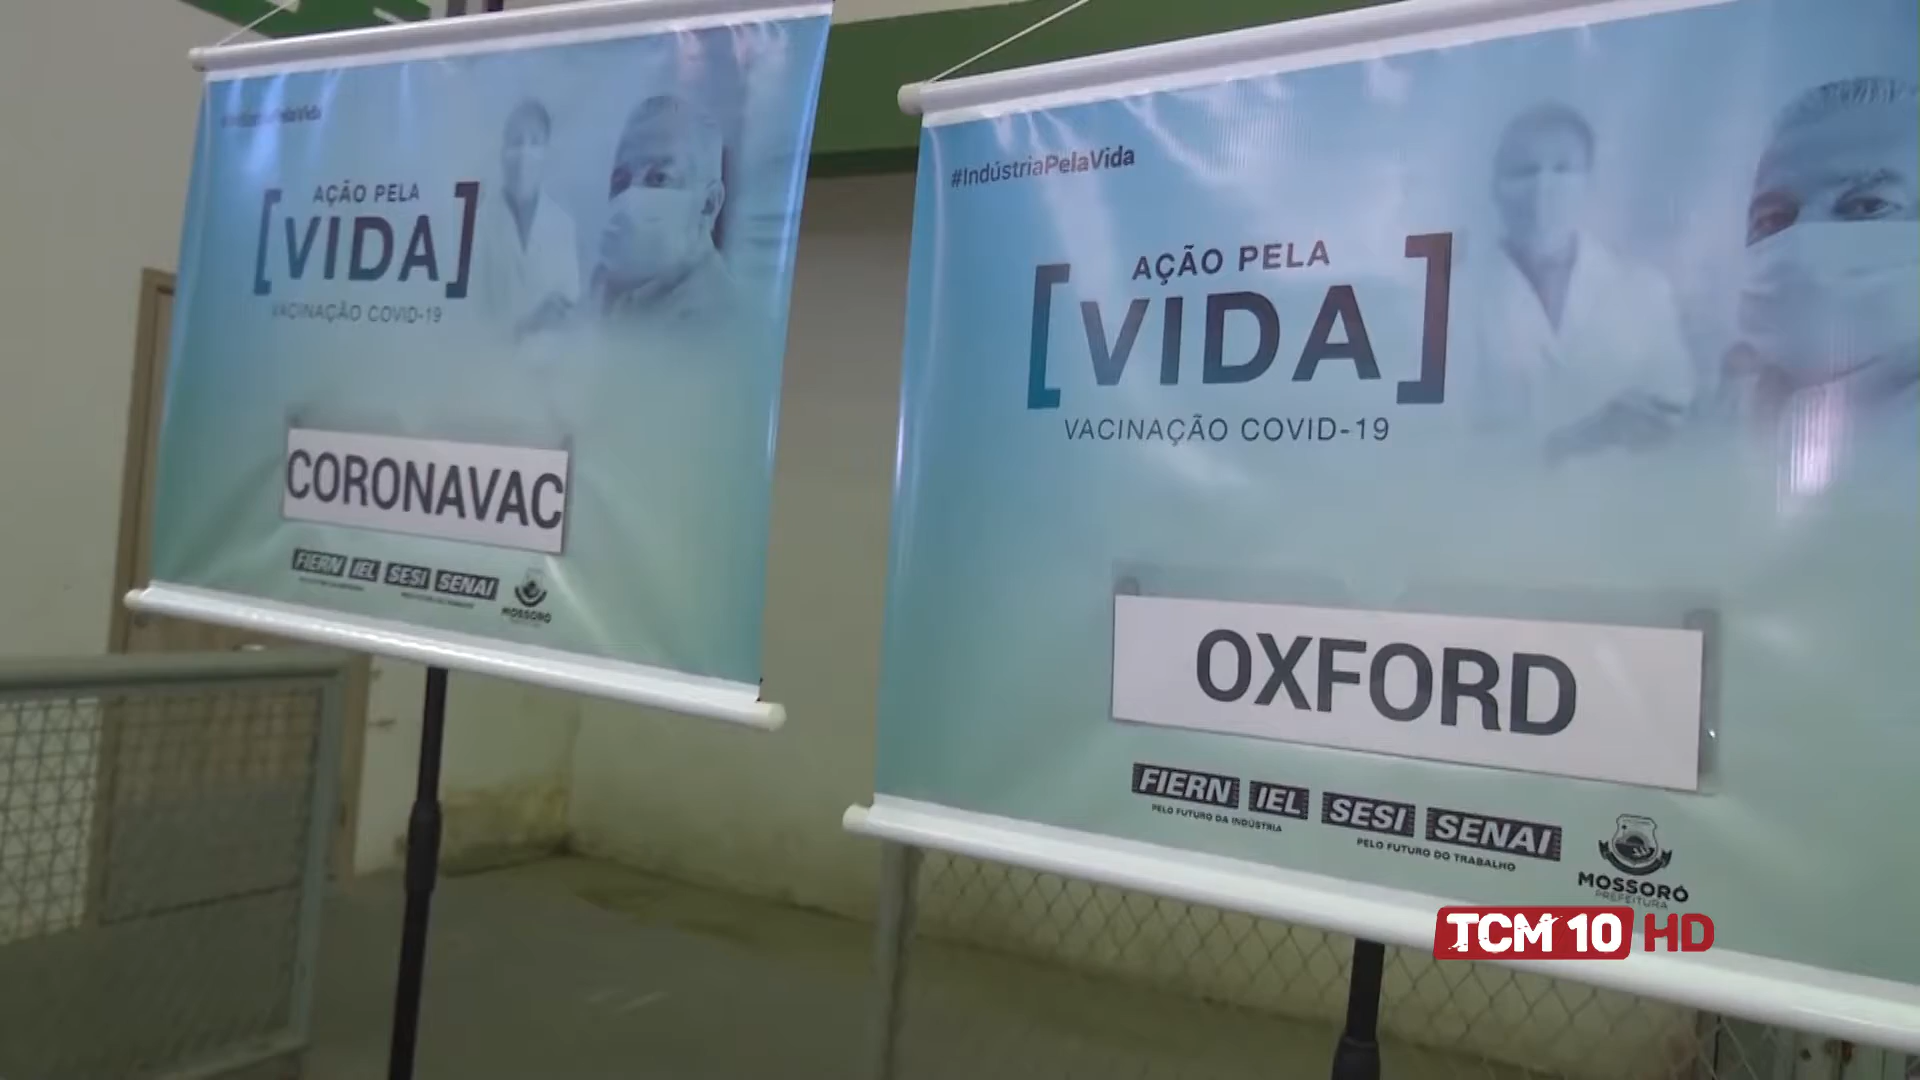 #IndústriaPelaVida
AÇÃO PELA
[VIDA]
VACINAÇÃO COVID-19
CORONAVAC
FIERN IEL SESI SENAI
MOSSORÓ
#IndústriaPelaVida
AÇÃO PELA
[VIDA]
VACINAÇÃO COVID-19
OXFORD
FIERN IEL SESI SENAI
PELO FUTURO DA INDÚSTRIA
PELO FUTURO DO TRABALHO
MOSSORÓ
PREFEITURA
TCM 10 HD